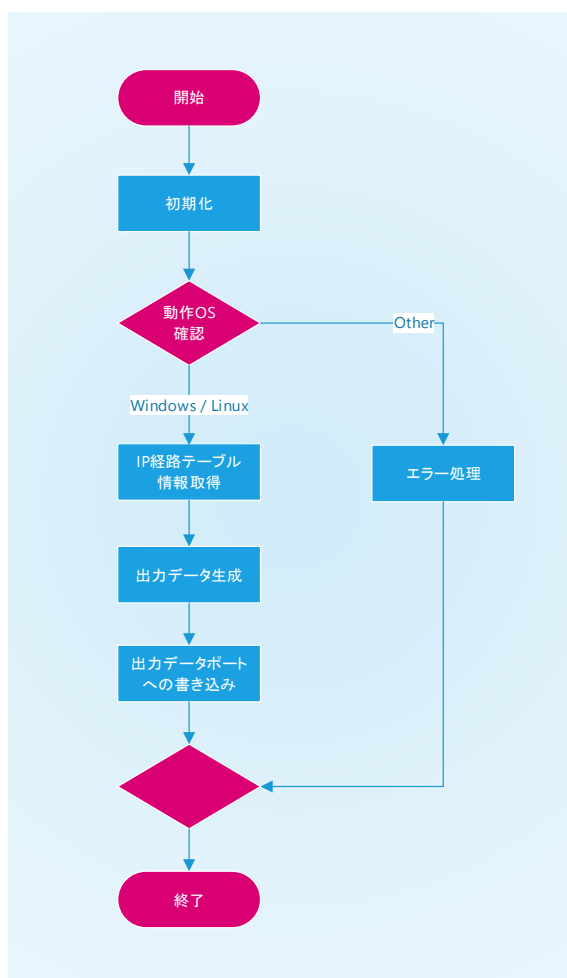 開始
初期化
動作OS
確認
Other
Windows / Linux
IP経路テーブル
情報取得
エラー処理
出力データ生成
出力データポート
への書き込み
終了